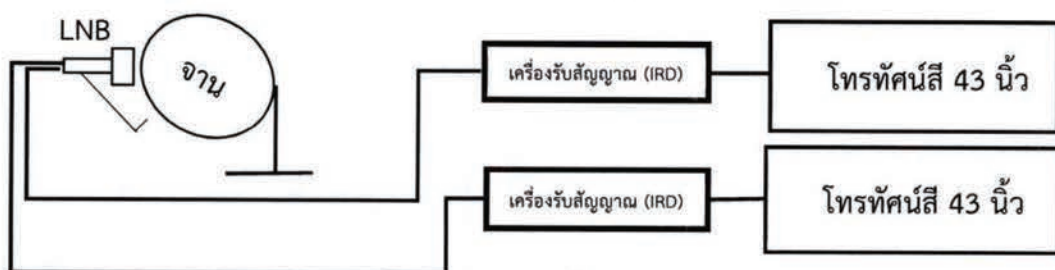 LNB
จาน
เครื่องรับสัญญาณ (IRD)
โทรทัศน์สี 43 นิ้ว
เครื่องรับสัญญาณ (IRD)
โทรทัศน์สี 43 นิ้ว